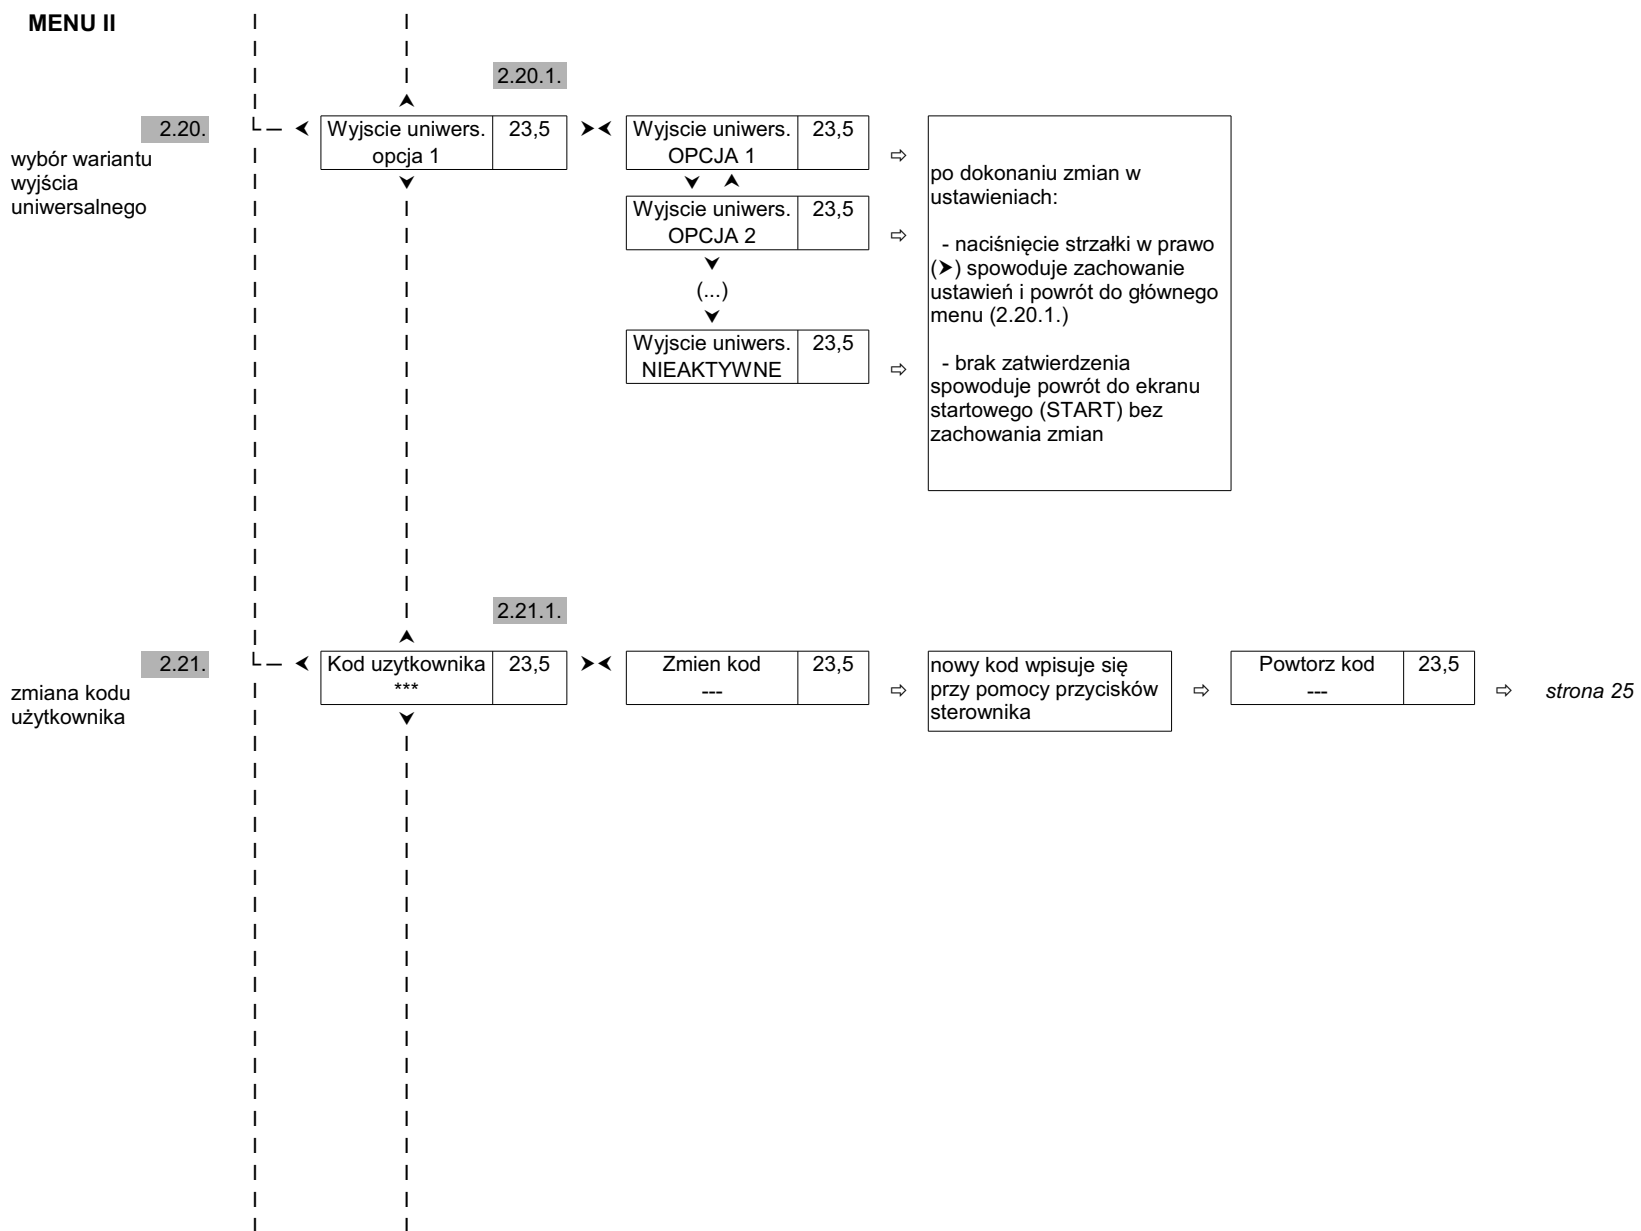 MENU II
2.20.1.
2.20.
wybór wariantu
wyjścia
uniwersalnego
Wyjscie uniwers. 23,5
opcja 1
Wyjscie uniwers. 23,5
OPCJA 1
Wyjscie uniwers. 23,5
OPCJA 2
(...)
Wyjscie uniwers. 23,5
NIEAKTYWNE
po dokonaniu zmian w
ustawieniach:
- naciśnięcie strzałki w prawo
(➤) spowoduje zachowanie
ustawień i powrót do głównego
menu (2.20.1.)
- brak zatwierdzenia
spowoduje powrót do ekranu
startowego (START) bez
zachowania zmian
2.21.1.
2.21.
zmiana kodu
użytkownika
Kod uzytkownika 23,5
***
Zmien kod 23,5
---
nowy kod wpisuje się
przy pomocy przycisków
sterownika
Powtorz kod 23,5
---
strona 25